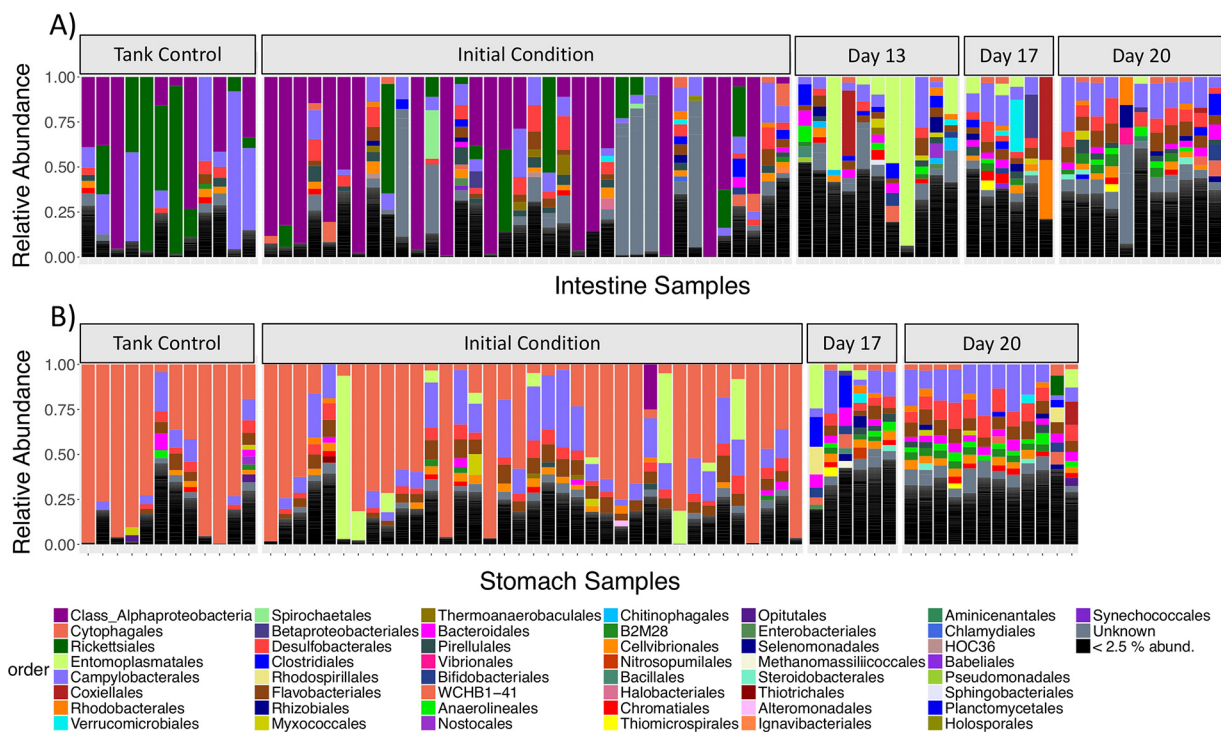 A)
Tank Control Initial Condition Day 13 Day 17 Day 20
Relative Abundance
1.00
0.75
0.50
0.25
0.00
Intestine Samples
B)
Tank Control Initial Condition Day 17 Day 20
Relative Abundance
1.00
0.75
0.50
0.25
0.00
Stomach Samples
order
Class_Alphaproteobacteria Spirochaetales Thermoanaerobaculales Chitinophagales Opitutales Aminicenantales Synechococcales
Cytophagales Betaproteobacteriales Bacteroidales B2M28 Enterobacteriales Chlamydiales Unknown
Rickettsiales Desulfobacterales Pirellulales Cellvibrionales Selenomonadales HOC36 < 2.5 % abund.
Entomoplasmatales Clostridiales Vibrionales Nitrosopumilales Methanomassiliicoccales Babeliales
Campylobacterales Rhodospirillales Bifidobacteriales Bacillales Steroidobacterales Pseudomonadales
Coxiellales Flavobacteriales WCHB1-41 Halobacteriales Thiotrichales Sphingobacteriales
Rhodobacterales Rhizobiales Anaerolineales Chromatiales Alteromonadales Planctomycetales
Verrucomicrobiales Myxococcales Nostocales Thiomicrospirales Ignavibacteriales Holosporales